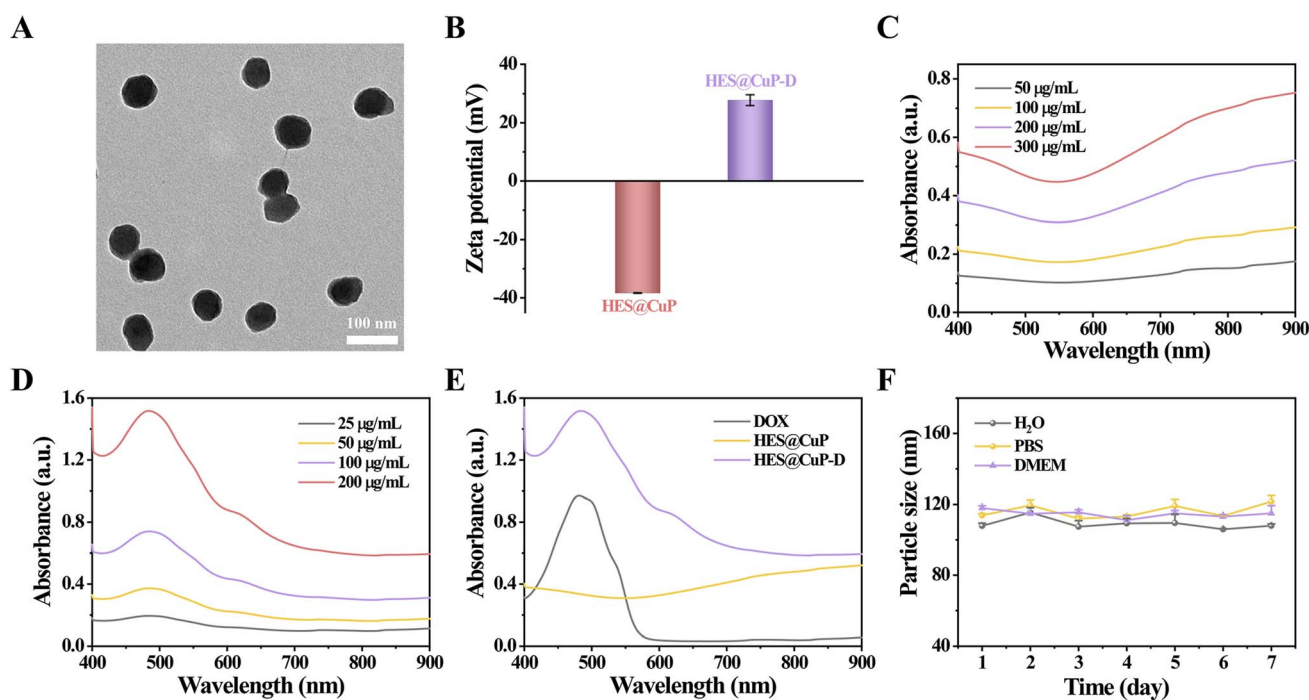 A
100 nm
B
Zeta potential (mV)
40
20
0
-20
-40
HES@CuP-D
HES@CuP
C
Absorbance (a.u.)
0.8
0.6
0.4
0.2
0.0
50 μg/mL
100 μg/mL
200 μg/mL
300 μg/mL
400 500 600 700 800 900
Wavelength (nm)
D
Absorbance (a.u.)
1.6
1.2
0.8
0.4
0.0
25 μg/mL
50 μg/mL
100 μg/mL
200 μg/mL
400 500 600 700 800 900
Wavelength (nm)
E
Absorbance (a.u.)
1.6
1.2
0.8
0.4
0.0
DOX
HES@CuP
HES@CuP-D
400 500 600 700 800 900
Wavelength (nm)
F
Particle size (nm)
160
120
80
40
H₂O
PBS
DMEM
1 2 3 4 5 6 7
Time (day)